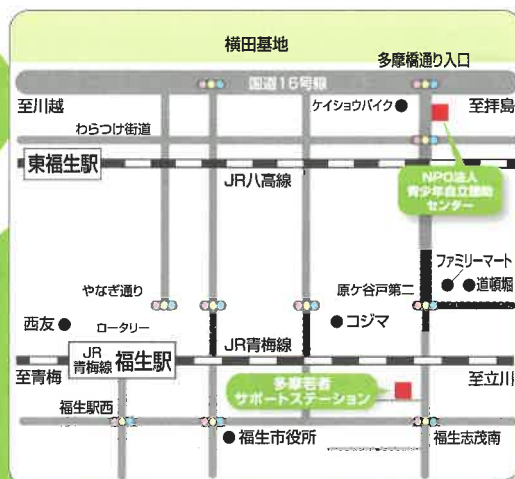 横田基地
多摩橋通り入口
国道16号線
至川越
ケイショウバイク
至拝島
わらつけ街道
東福生駅
JR八高線
NPO法人
青少年自立援助
センター
ファミリーマート
道頓堀
やなぎ通り
原ケ谷戸第二
西友
ロータリー
コジマ
JR青梅線
JR
青梅線
福生駅
至青梅
至立川
多摩若者
サポートステーション
福生駅西
福生市役所
福生志茂南